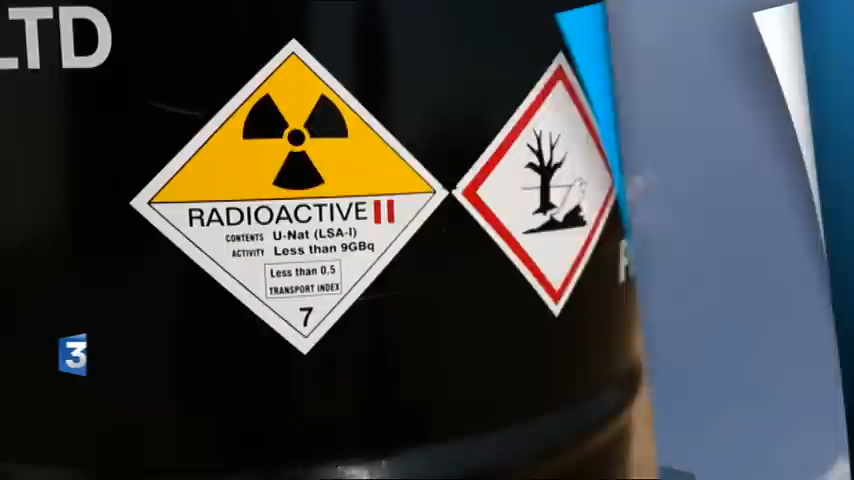 LTD
RADIOACTIVE II
CONTENTS U-Nat (LSA-I)
ACTIVITY Less than 9GBq
Less than 0.5
TRANSPORT INDEX
7
3